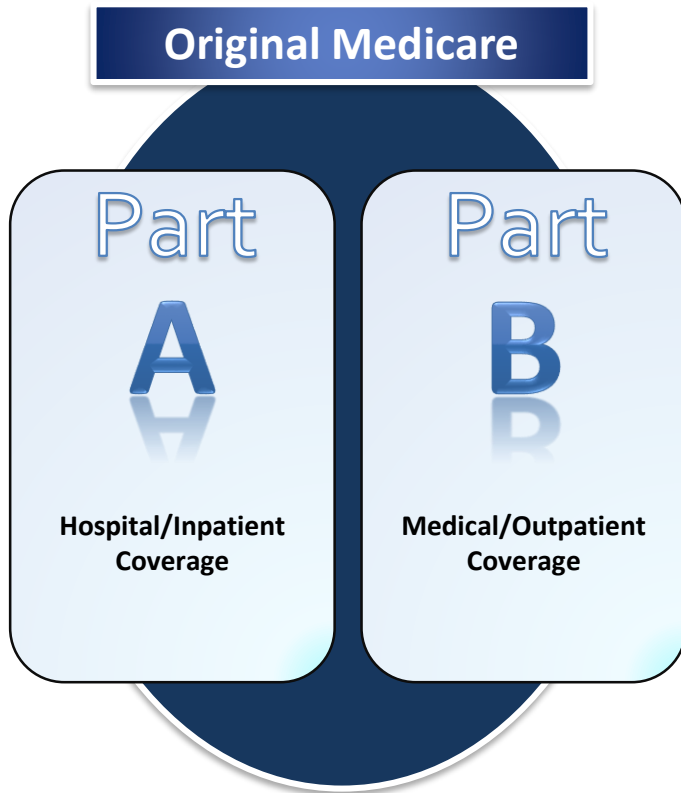 Original Medicare
Part
A
Hospital/Inpatient
Coverage
Part
B
Medical/Outpatient
Coverage